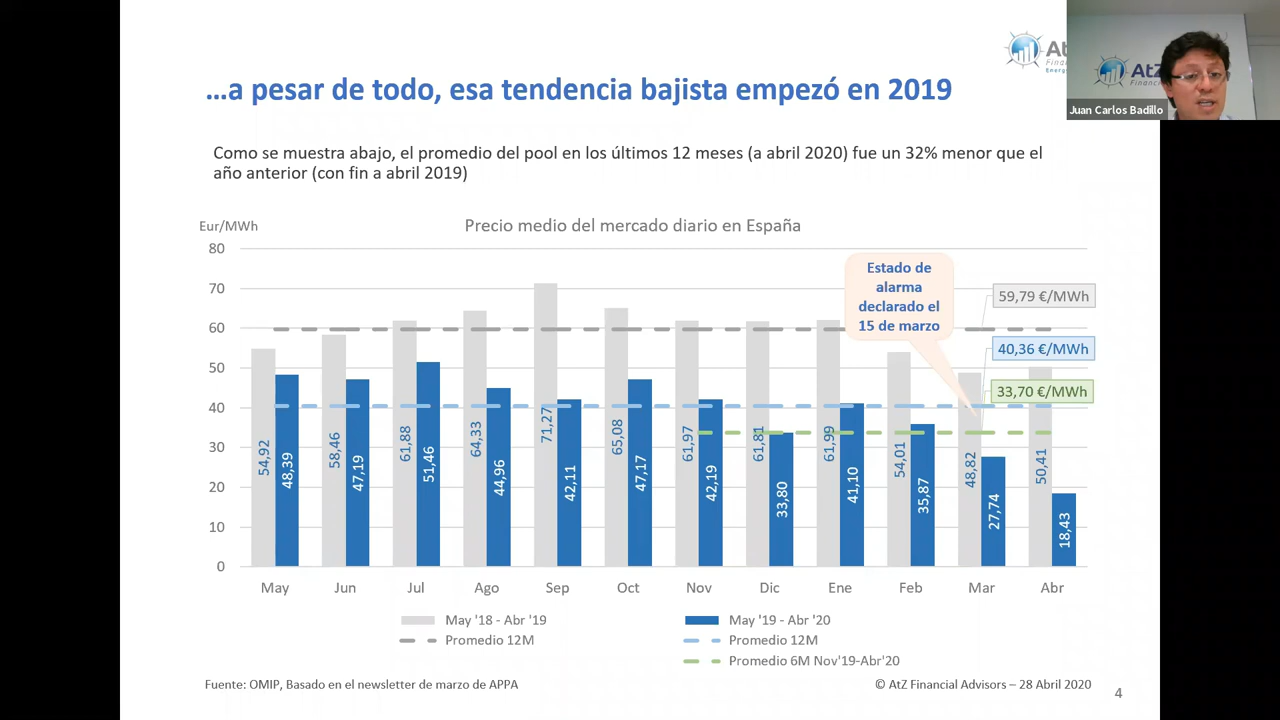 At
Finan
Energy
AtZ
Financia
Juan Carlos Badillo
…a pesar de todo, esa tendencia bajista empezó en 2019
Como se muestra abajo, el promedio del pool en los últimos 12 meses (a abril 2020) fue un 32% menor que el
año anterior (con fin a abril 2019)
Eur/MWh
Precio medio del mercado diario en España
80
70
60
50
40
30
20
10
0
Estado de
alarma
declarado el
15 de marzo
59,79 €/MWh
40,36 €/MWh
33,70 €/MWh
54,92
48,39
58,46
47,19
61,88
51,46
64,33
44,96
71,27
42,11
65,08
47,17
61,97
42,19
61,81
33,80
61,99
41,10
54,01
35,87
48,82
27,74
50,41
18,43
May Jun Jul Ago Sep Oct Nov Dic Ene Feb Mar Abr
May '18 - Abr '19
May '19 - Abr '20
Promedio 12M
Promedio 12M
Promedio 6M Nov'19-Abr'20
Fuente: OMIP, Basado en el newsletter de marzo de APPA
© AtZ Financial Advisors – 28 Abril 2020
4